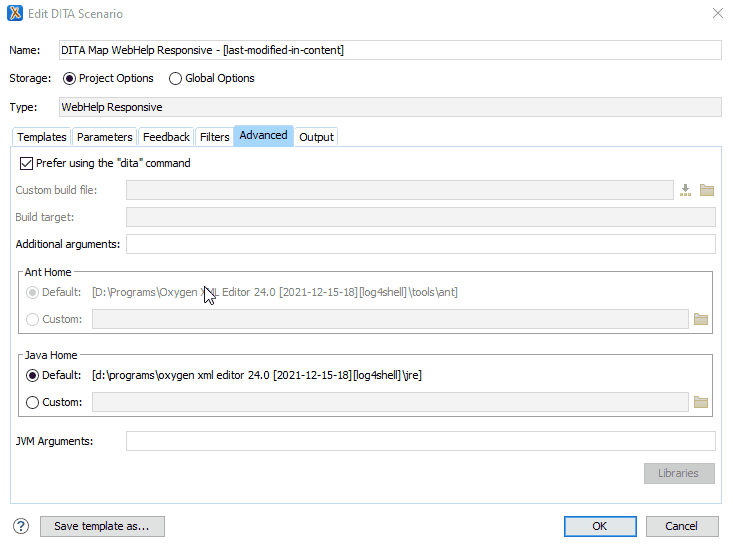 Edit DITA Scenario
Name: DITA Map WebHelp Responsive - [last-modified-in-content]
Storage: Project Options Global Options
Type: WebHelp Responsive
Templates Parameters Feedback Filters Advanced Output
Prefer using the "dita" command
Custom build file:
Build target:
Additional arguments:
Ant Home
Default: [D:\Programs\Oxygen XML Editor 24.0 [2021-12-15-18][log4shell]\tools\ant]
Custom:
Java Home
Default: [d:\programs\oxygen xml editor 24.0 [2021-12-15-18][log4shell]\jre]
Custom:
JVM Arguments:
Libraries
? Save template as... OK Cancel